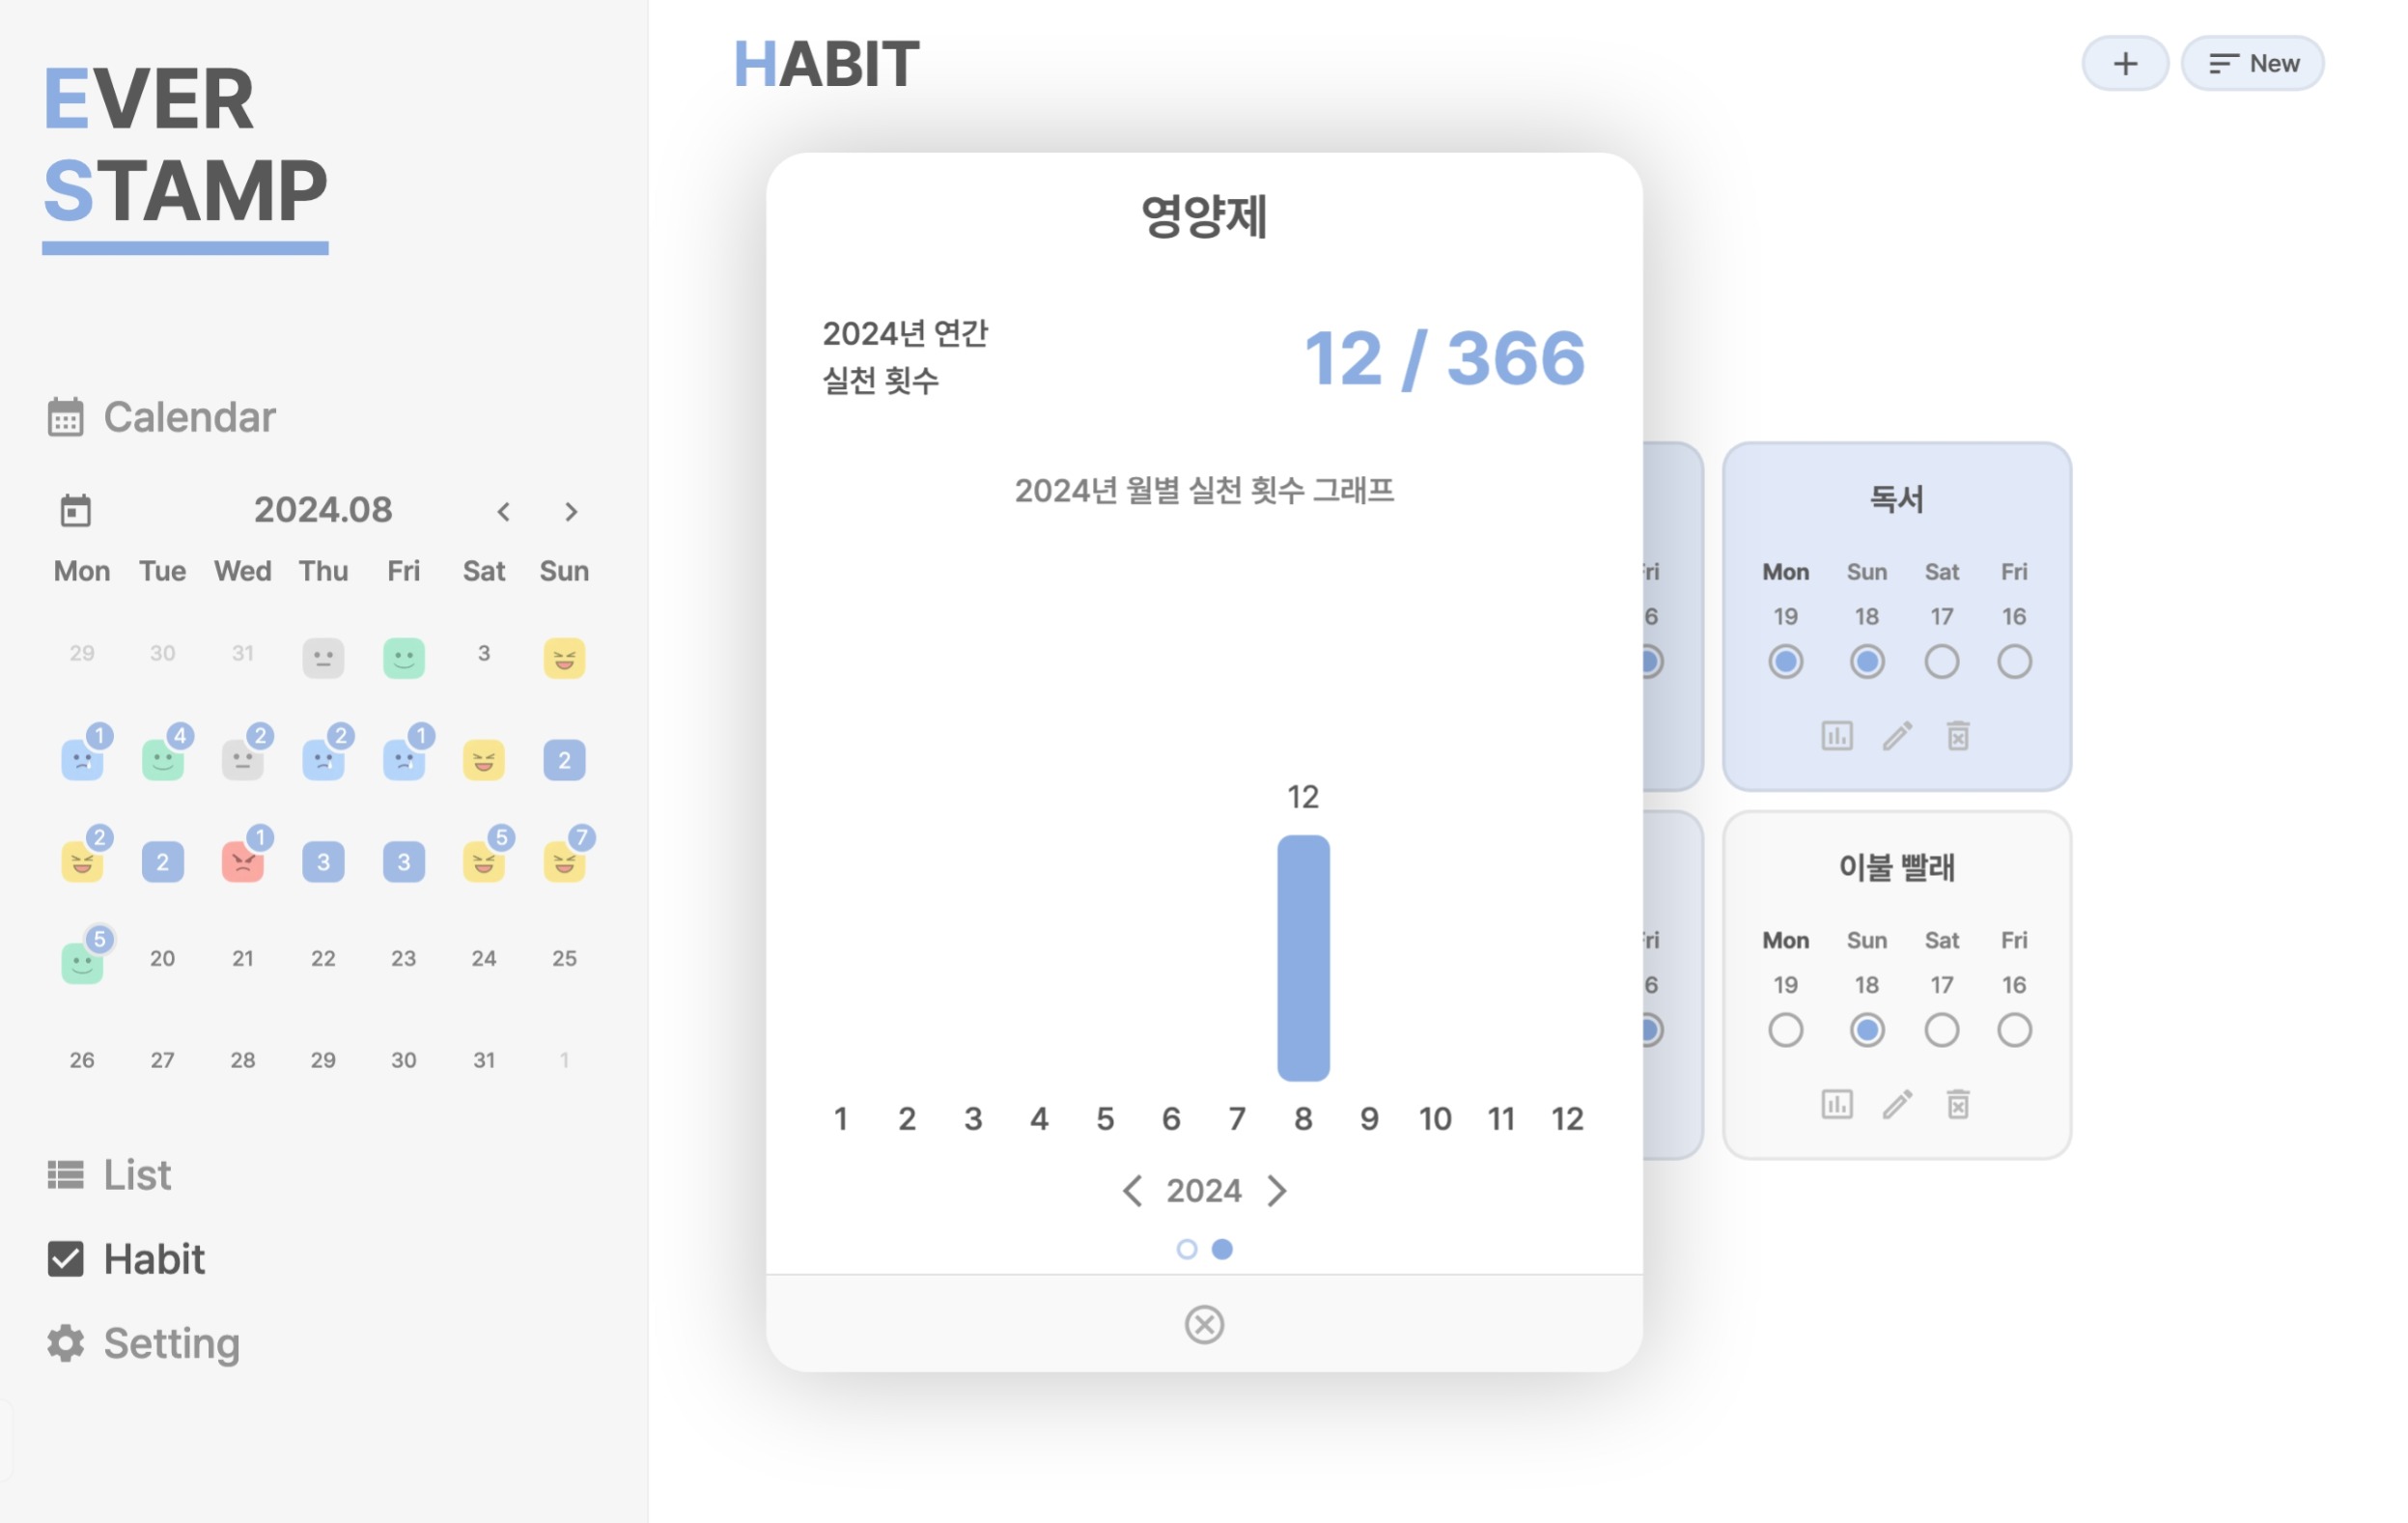 EVER
STAMP
Calendar
2024.08
Mon Tue Wed Thu Fri Sat Sun
29 30 31 3
1 4 2 2 1 2
2 2 1 3 3 5 7
5 20 21 22 23 24 25
26 27 28 29 30 31 1
List
Habit
Setting
HABIT
New
영양제
2024년 연간
실천 횟수
12 / 366
2024년 월별 실천 횟수 그래프
12
1 2 3 4 5 6 7 8 9 10 11 12
2024
독서
Mon Sun Sat Fri
19 18 17 16
이불 빨래
Mon Sun Sat Fri
19 18 17 16